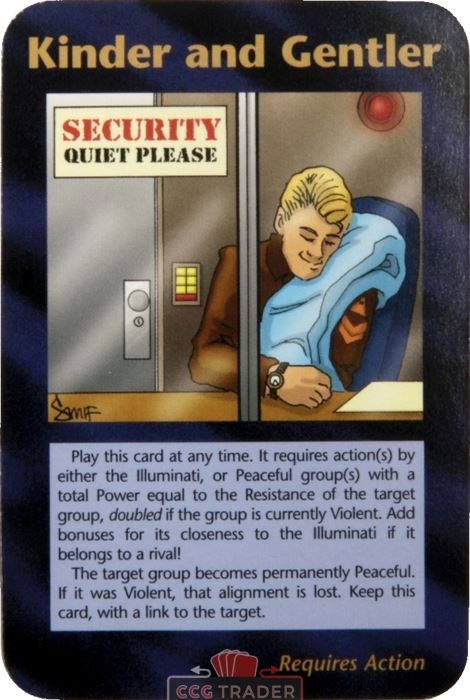 Kinder and Gentler
SECURITY
QUIET PLEASE
Play this card at any time. It requires action(s) by
either the Illuminati, or Peaceful group(s) with a
total Power equal to the Resistance of the target
group, doubled if the group is currently Violent. Add
bonuses for its closeness to the Illuminati if it
belongs to a rival!
The target group becomes permanently Peaceful.
If it was Violent, that alignment is lost. Keep this
card, with a link to the target.
Requires Action
CCG TRADER